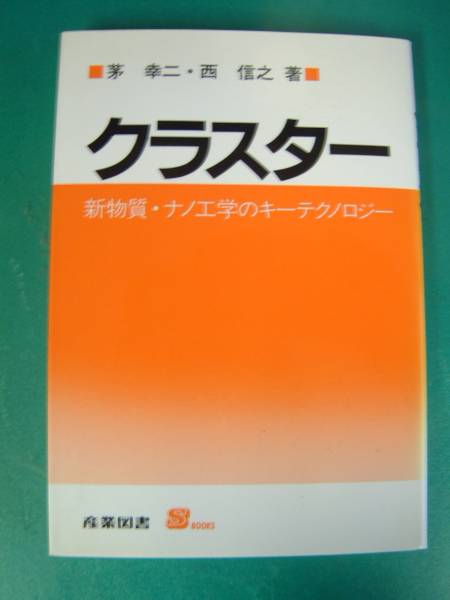 ■茅 幸二・西 信之 著■
クラスター
新物質・ナノ工学のキーテクノロジー
産業図書 S BOOKS